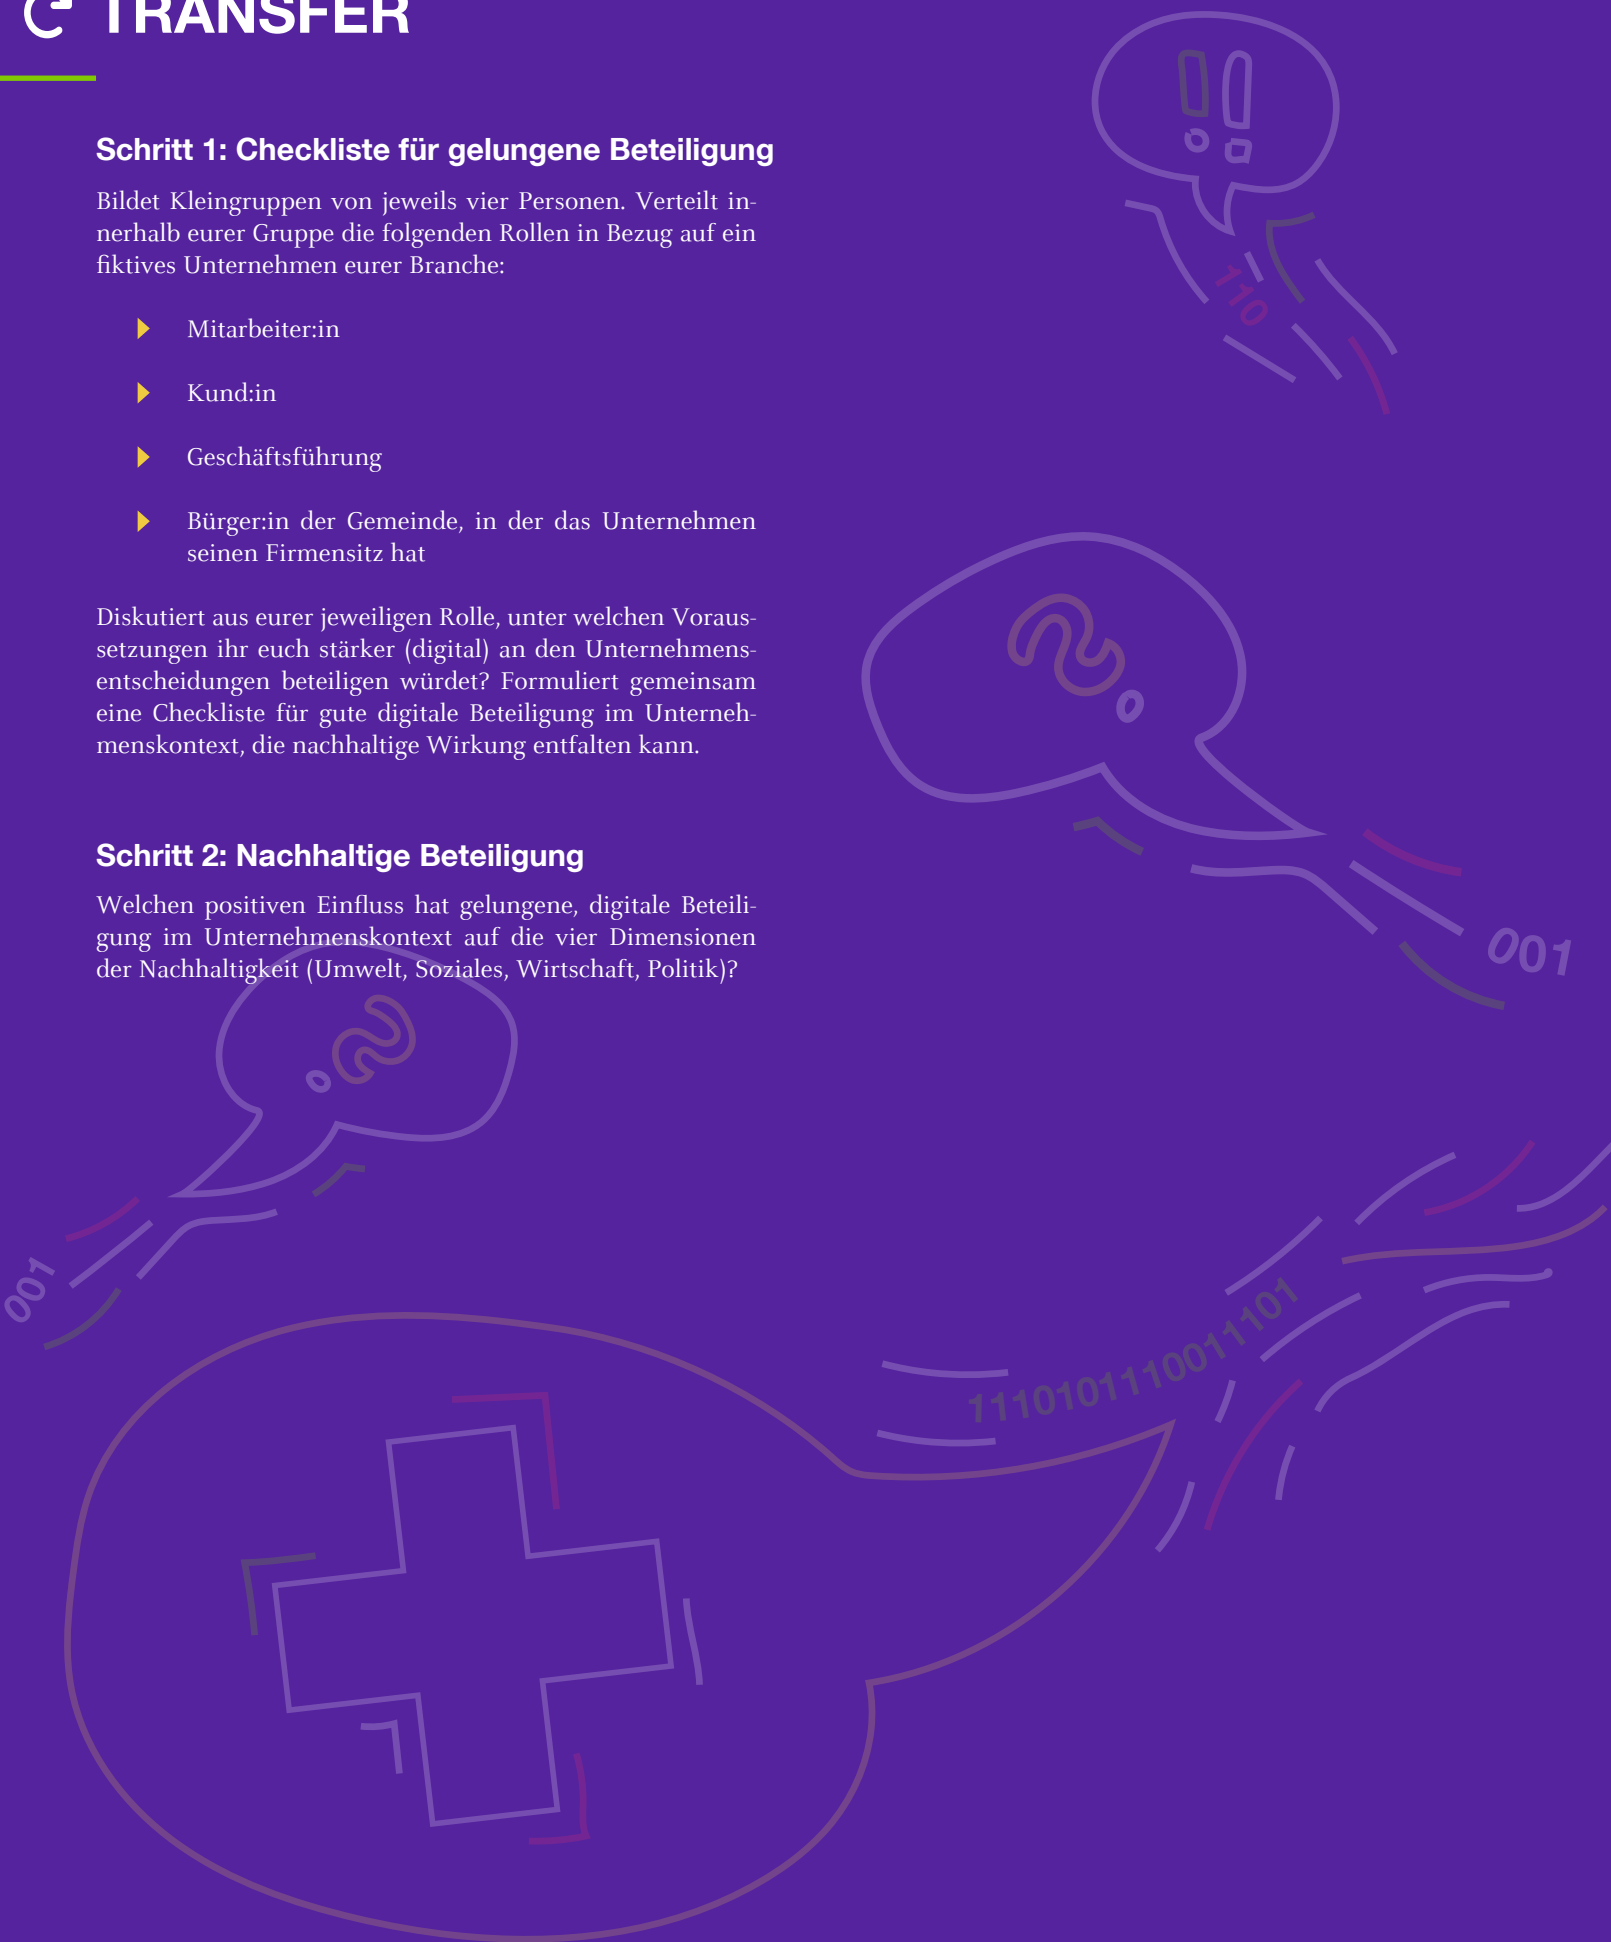 TRANSFER
Schritt 1: Checkliste für gelungene Beteiligung
Bildet Kleingruppen von jeweils vier Personen. Verteilt in-
nerhalb eurer Gruppe die folgenden Rollen in Bezug auf ein
fiktives Unternehmen eurer Branche:
Mitarbeiter:in
Kund:in
Geschäftsführung
Bürger:in der Gemeinde, in der das Unternehmen
seinen Firmensitz hat
Diskutiert aus eurer jeweiligen Rolle, unter welchen Voraus-
setzungen ihr euch stärker (digital) an den Unternehmens-
entscheidungen beteiligen würdet? Formuliert gemeinsam
eine Checkliste für gute digitale Beteiligung im Unterneh-
menskontext, die nachhaltige Wirkung entfalten kann.
Schritt 2: Nachhaltige Beteiligung
Welchen positiven Einfluss hat gelungene, digitale Beteili-
gung im Unternehmenskontext auf die vier Dimensionen
der Nachhaltigkeit (Umwelt, Soziales, Wirtschaft, Politik)?
110
001
001
1110101110011101